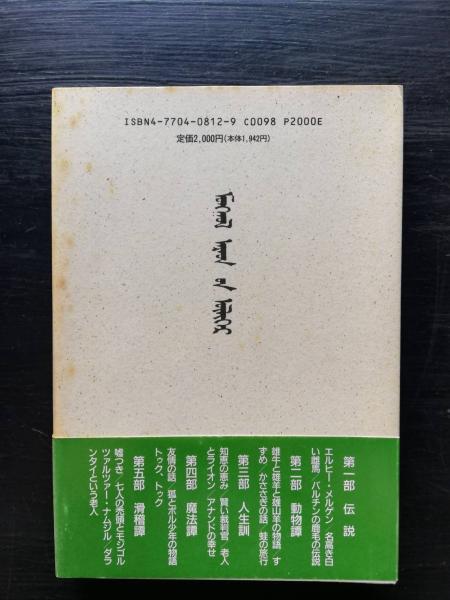 ISBN4-7704-0812-9 C0098 P2000E
定価2,000円(本体1,942円)
第一部 伝説
エルヒー・メルゲン/名高き白
い雌馬/バルチンの鹿毛の伝説
第二部 動物譚
雄牛と雄羊と雄山羊の物語/す
ずめ/かささぎの話/蛙の旅行
第三部 人生訓
知恵の恵み/賢い裁判官/老人
とライオン/アナンドの幸せ
第四部 魔法譚
友情の話/狐とボル少年の物語
トゥク、トゥク
第五部 滑稽譚
嘘つき/七人の禿頭とモジゴル
ツァルツァー・ナムジル/ダラ
ンタイという老人